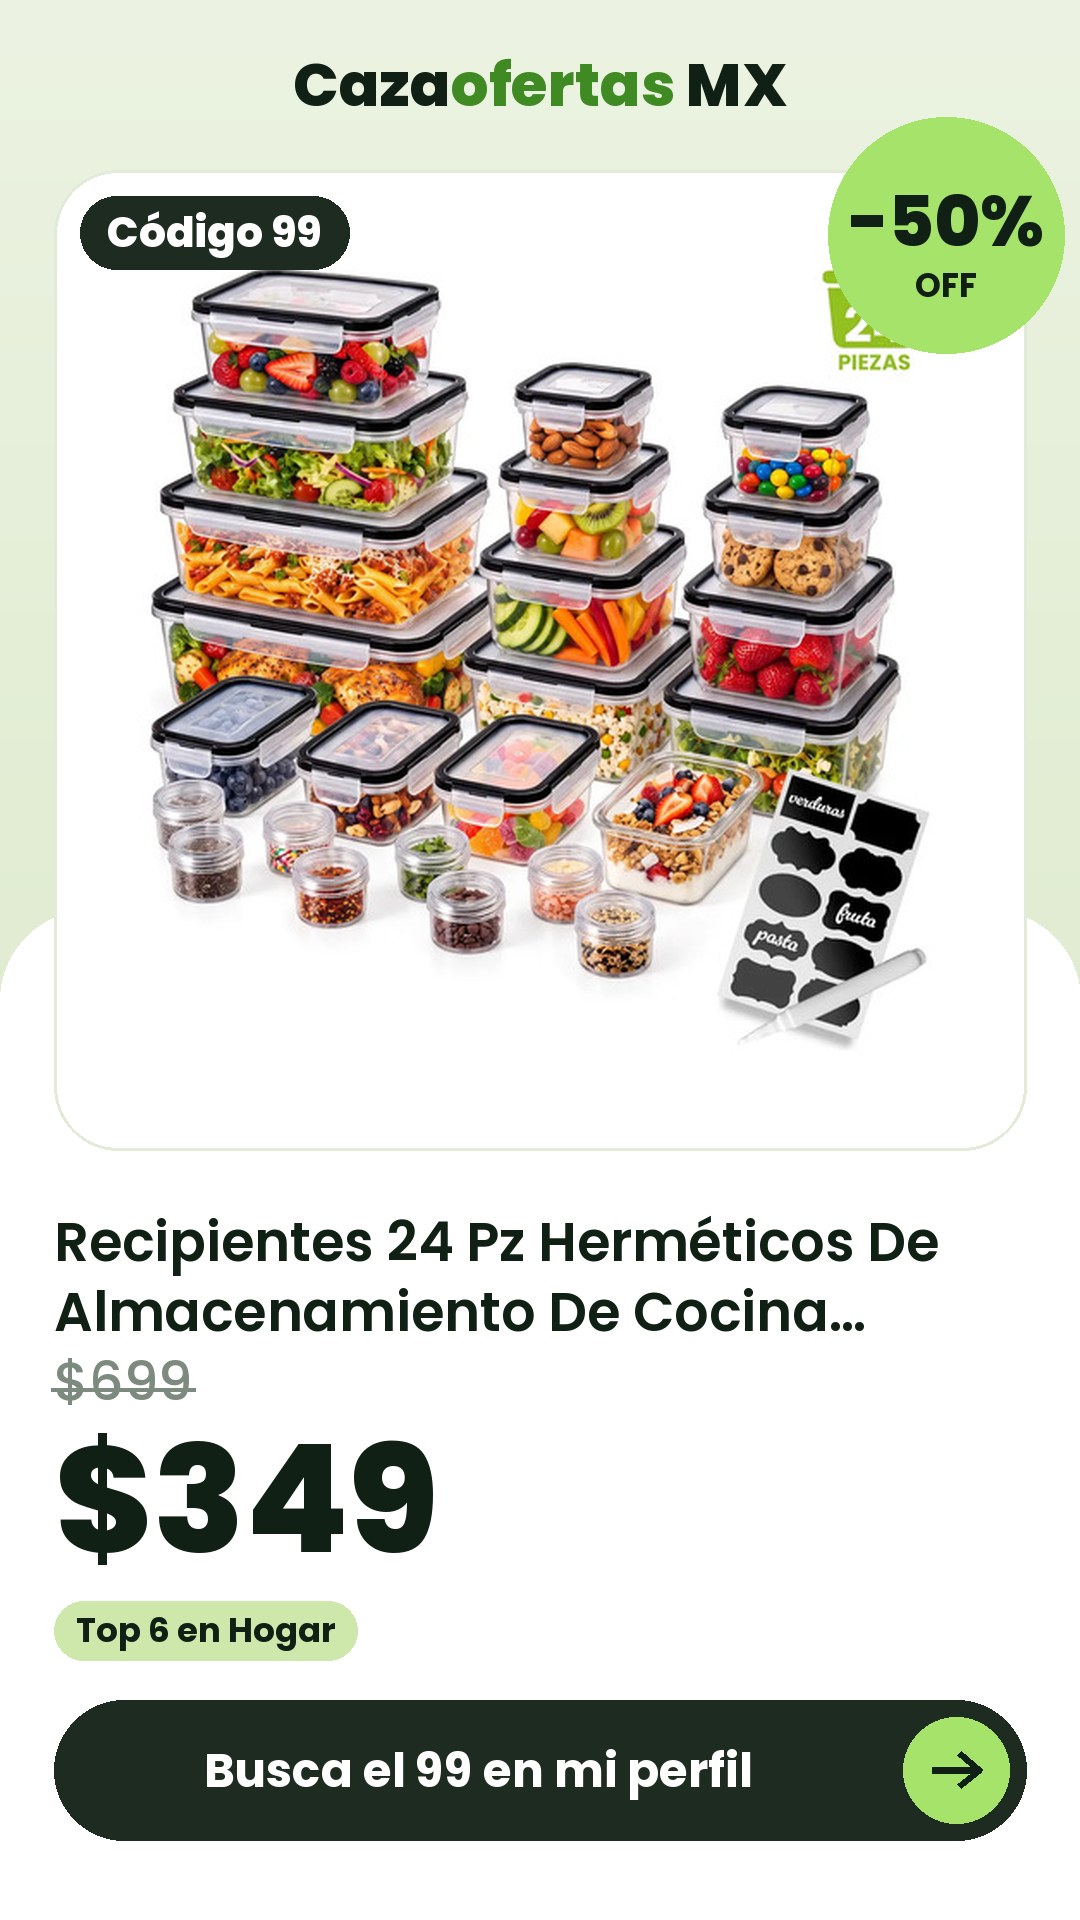 Cazaofertas MX
Código 99
-50%
OFF
PIEZAS
verduras
fruta
pasta
Recipientes 24 Pz Herméticos De
Almacenamiento De Cocina...
$699
$349
Top 6 en Hogar
Busca el 99 en mi perfil